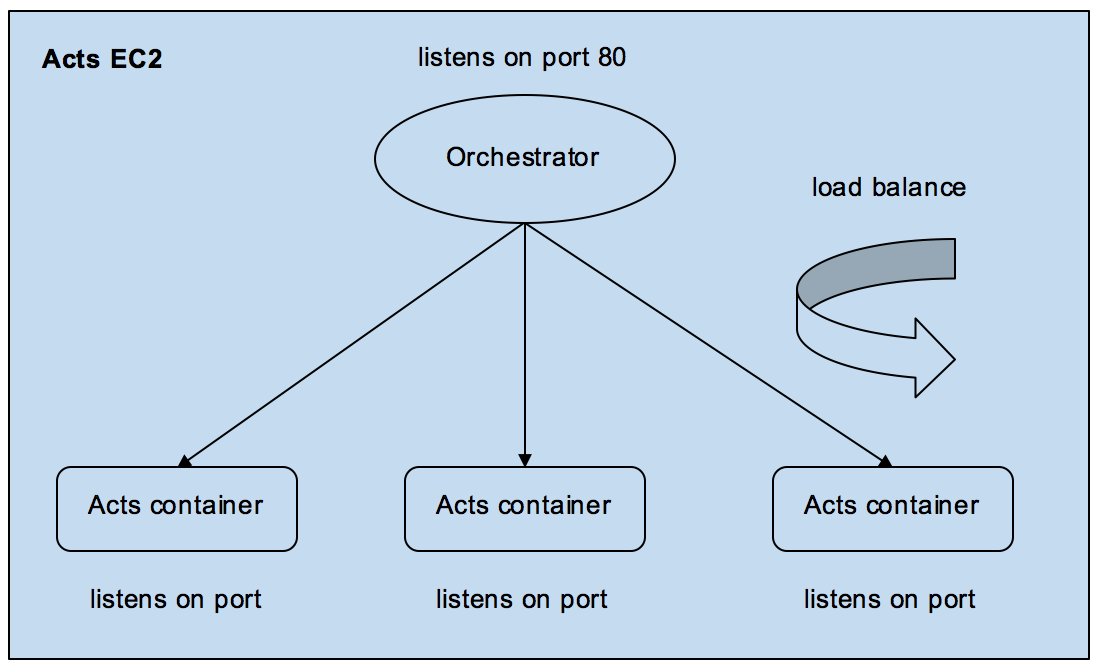 Acts EC2
listens on port 80
Orchestrator
load balance
Acts container
Acts container
Acts container
listens on port
listens on port
listens on port